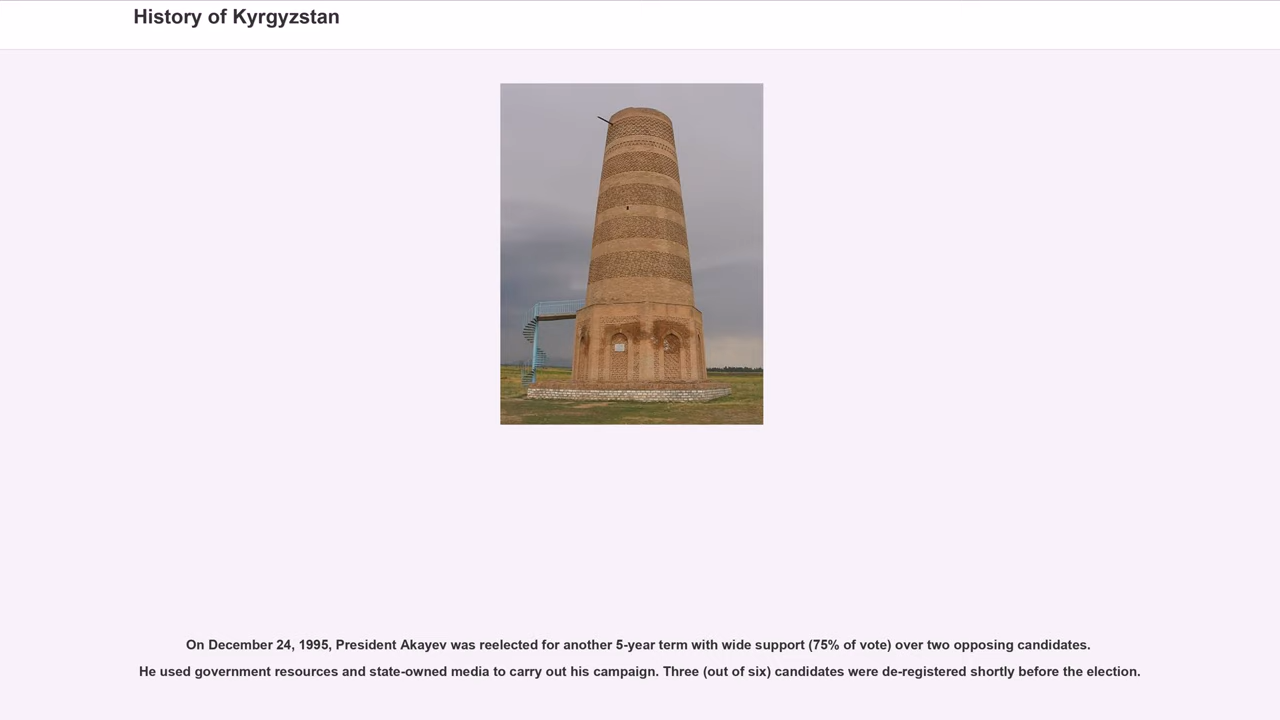 History of Kyrgyzstan
On December 24, 1995, President Akayev was reelected for another 5-year term with wide support (75% of vote) over two opposing candidates.
He used government resources and state-owned media to carry out his campaign. Three (out of six) candidates were de-registered shortly before the election.